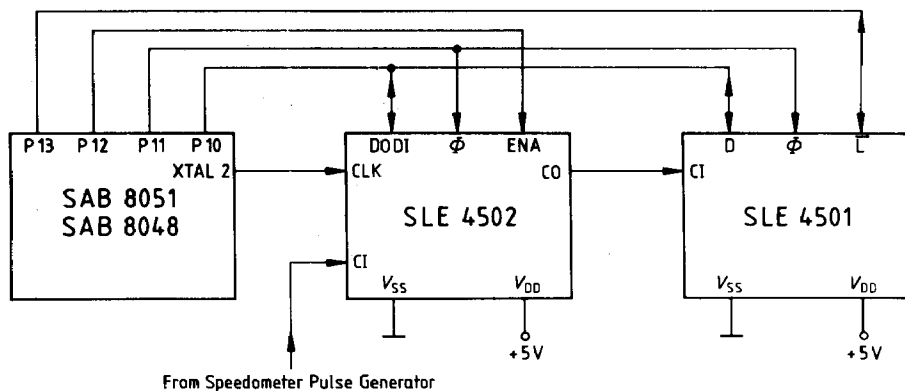 P13 P12 P11 P10
XTAL 2
SAB 8051
SAB 8048
DODI Φ ENA
CLK
CO
SLE 4502
CI
VSS
VDD
+5V
D Φ L̅
CI
SLE 4501
VSS
VDD
+5V
From Speedometer Pulse Generator